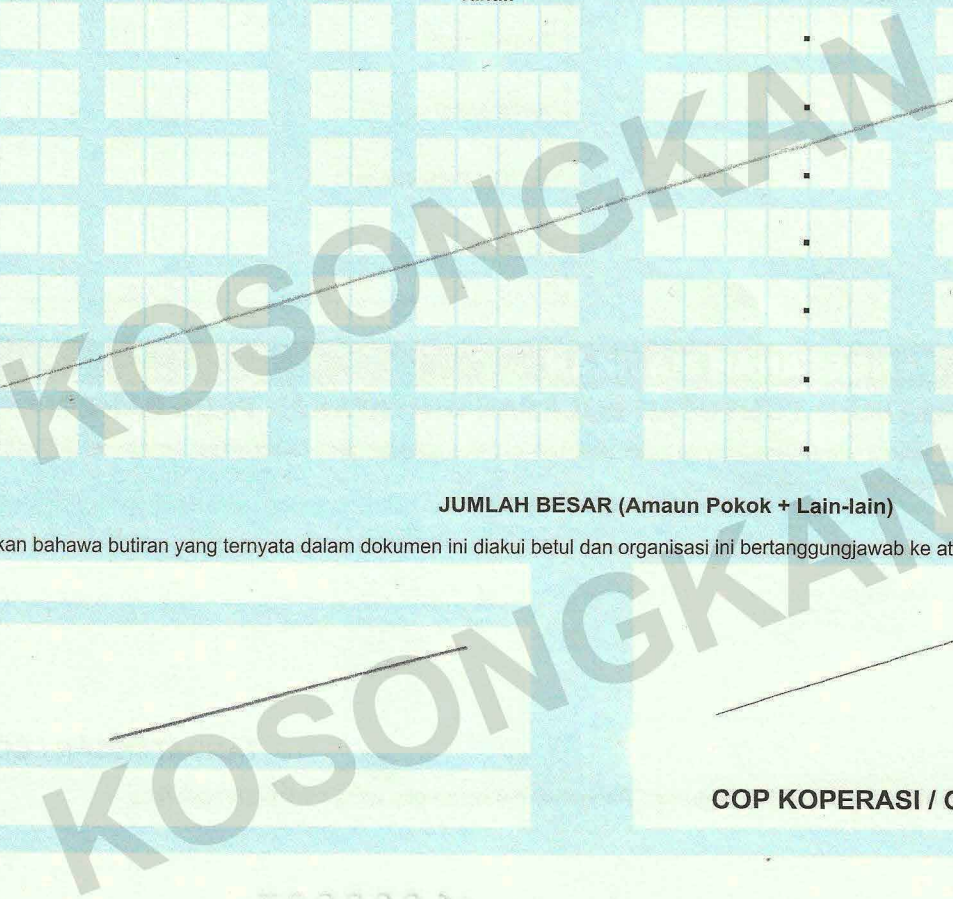 KOSONGKAN
JUMLAH BESAR (Amaun Pokok + Lain-lain)
kan bahawa butiran yang ternyata dalam dokumen ini diakui betul dan organisasi ini bertanggungjawab ke at
KOSONGKAN
COP KOPERASI /